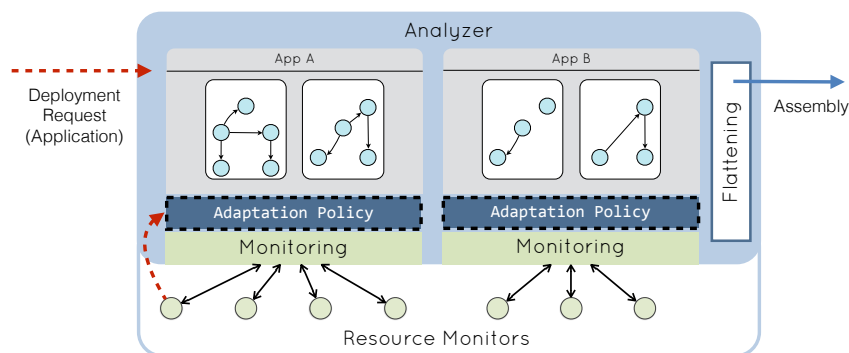 Analyzer
App A
App B
Deployment
Request
(Application)
Assembly
Flattening
Adaptation Policy
Adaptation Policy
Monitoring
Monitoring
Resource Monitors